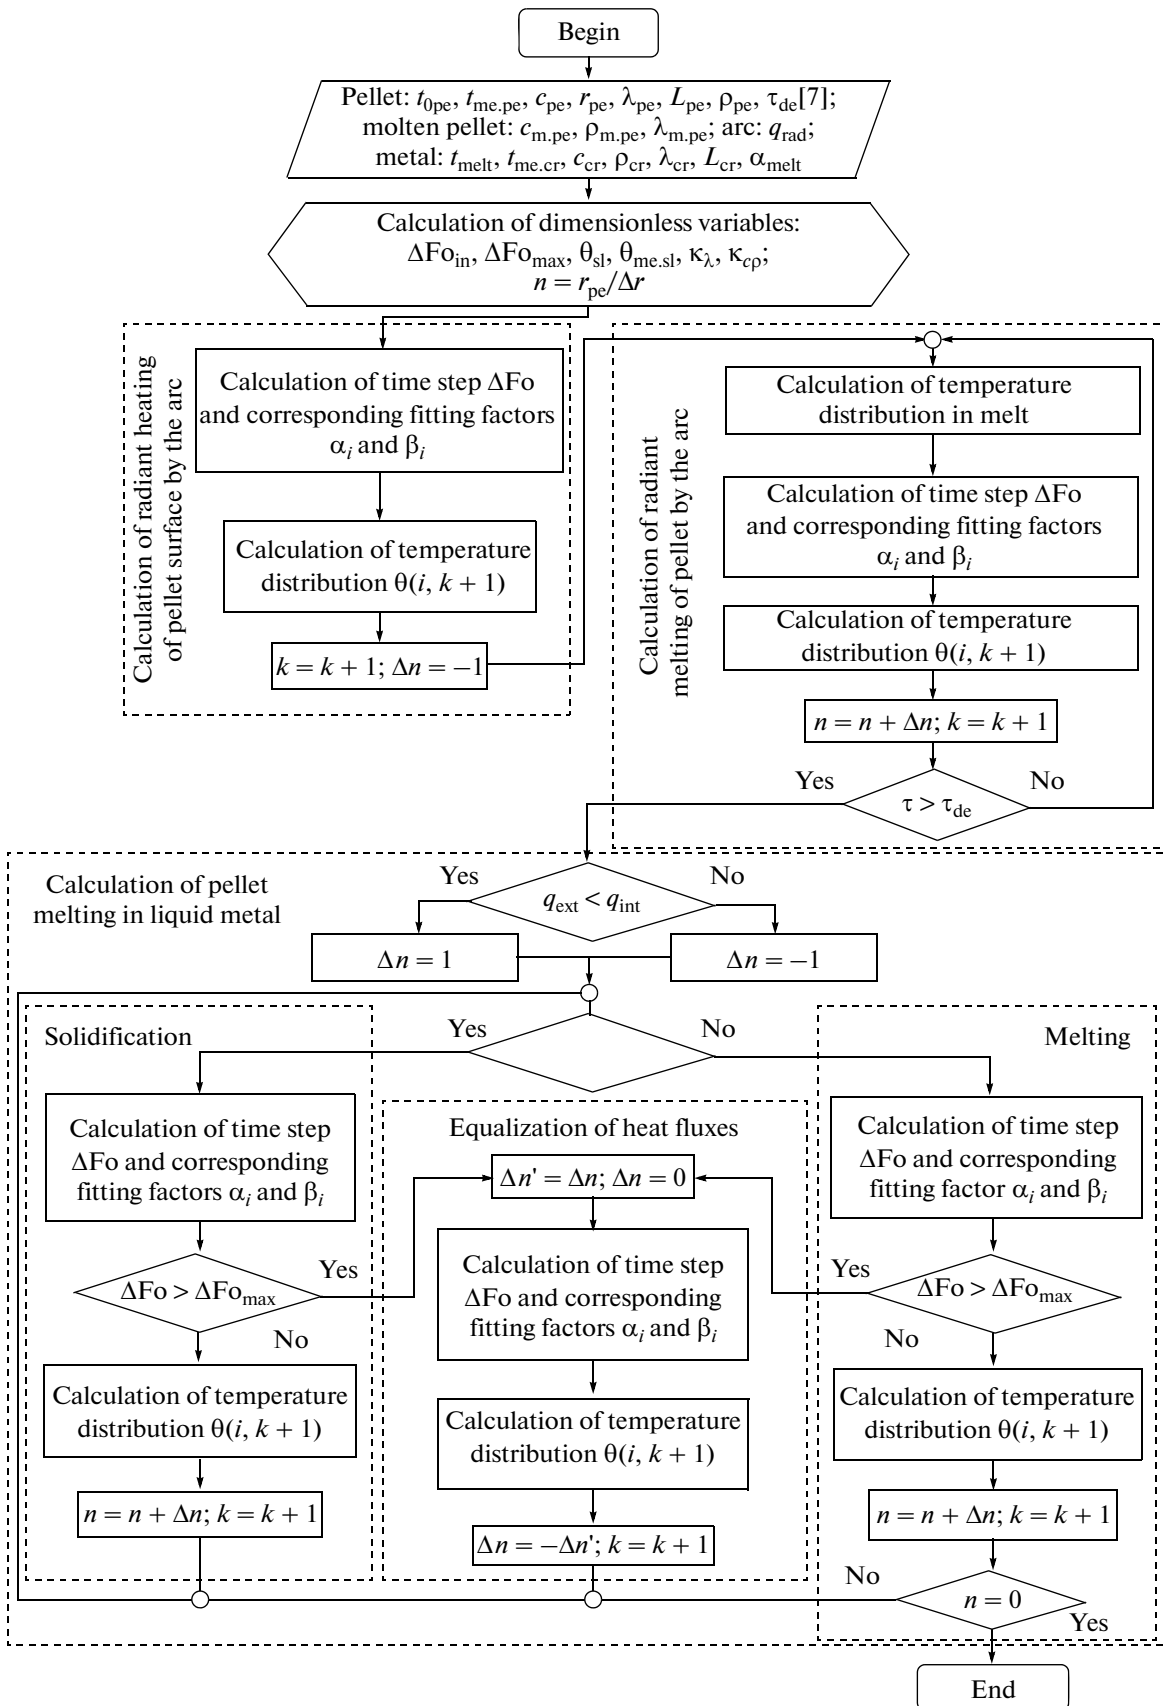 Begin
Pellet: t0pe, tme.pe, cpe, rpe, λpe, Lpe, ρpe, τde[7];
molten pellet: cm.pe, ρm.pe, λm.pe; arc: qrad;
metal: tmelt, tme.cr, ccr, ρcr, λcr, Lcr, αmelt
Calculation of dimensionless variables:
ΔFoin, ΔFomax, θsl, θme.sl, κλ, κcρ;
n = rpe/Δr
Calculation of radiant heating
of pellet surface by the arc
Calculation of time step ΔFo
and corresponding fitting factors
αi and βi
Calculation of temperature
distribution θ(i, k + 1)
k = k + 1; Δn = −1
Calculation of radiant
melting of pellet by the arc
Calculation of temperature
distribution in melt
Calculation of time step ΔFo
and corresponding fitting factors
αi and βi
Calculation of temperature
distribution θ(i, k + 1)
n = n + Δn; k = k + 1
Yes
No
τ > τde
Calculation of pellet
melting in liquid metal
Yes
No
qext < qint
Δn = 1
Δn = −1
Solidification
Yes
No
Melting
Calculation of time step
ΔFo and corresponding
fitting factors αi and βi
ΔFo > ΔFomax
Yes
No
Calculation of temperature
distribution θ(i, k + 1)
n = n + Δn; k = k + 1
Equalization of heat fluxes
Δn' = Δn; Δn = 0
Calculation of time step
ΔFo and corresponding
fitting factors αi and βi
Calculation of temperature
distribution θ(i, k + 1)
Δn = −Δn'; k = k + 1
Calculation of time step
ΔFo and corresponding
fitting factor αi and βi
Yes
ΔFo > ΔFomax
No
Calculation of temperature
distribution θ(i, k + 1)
n = n + Δn; k = k + 1
No
n = 0
Yes
End